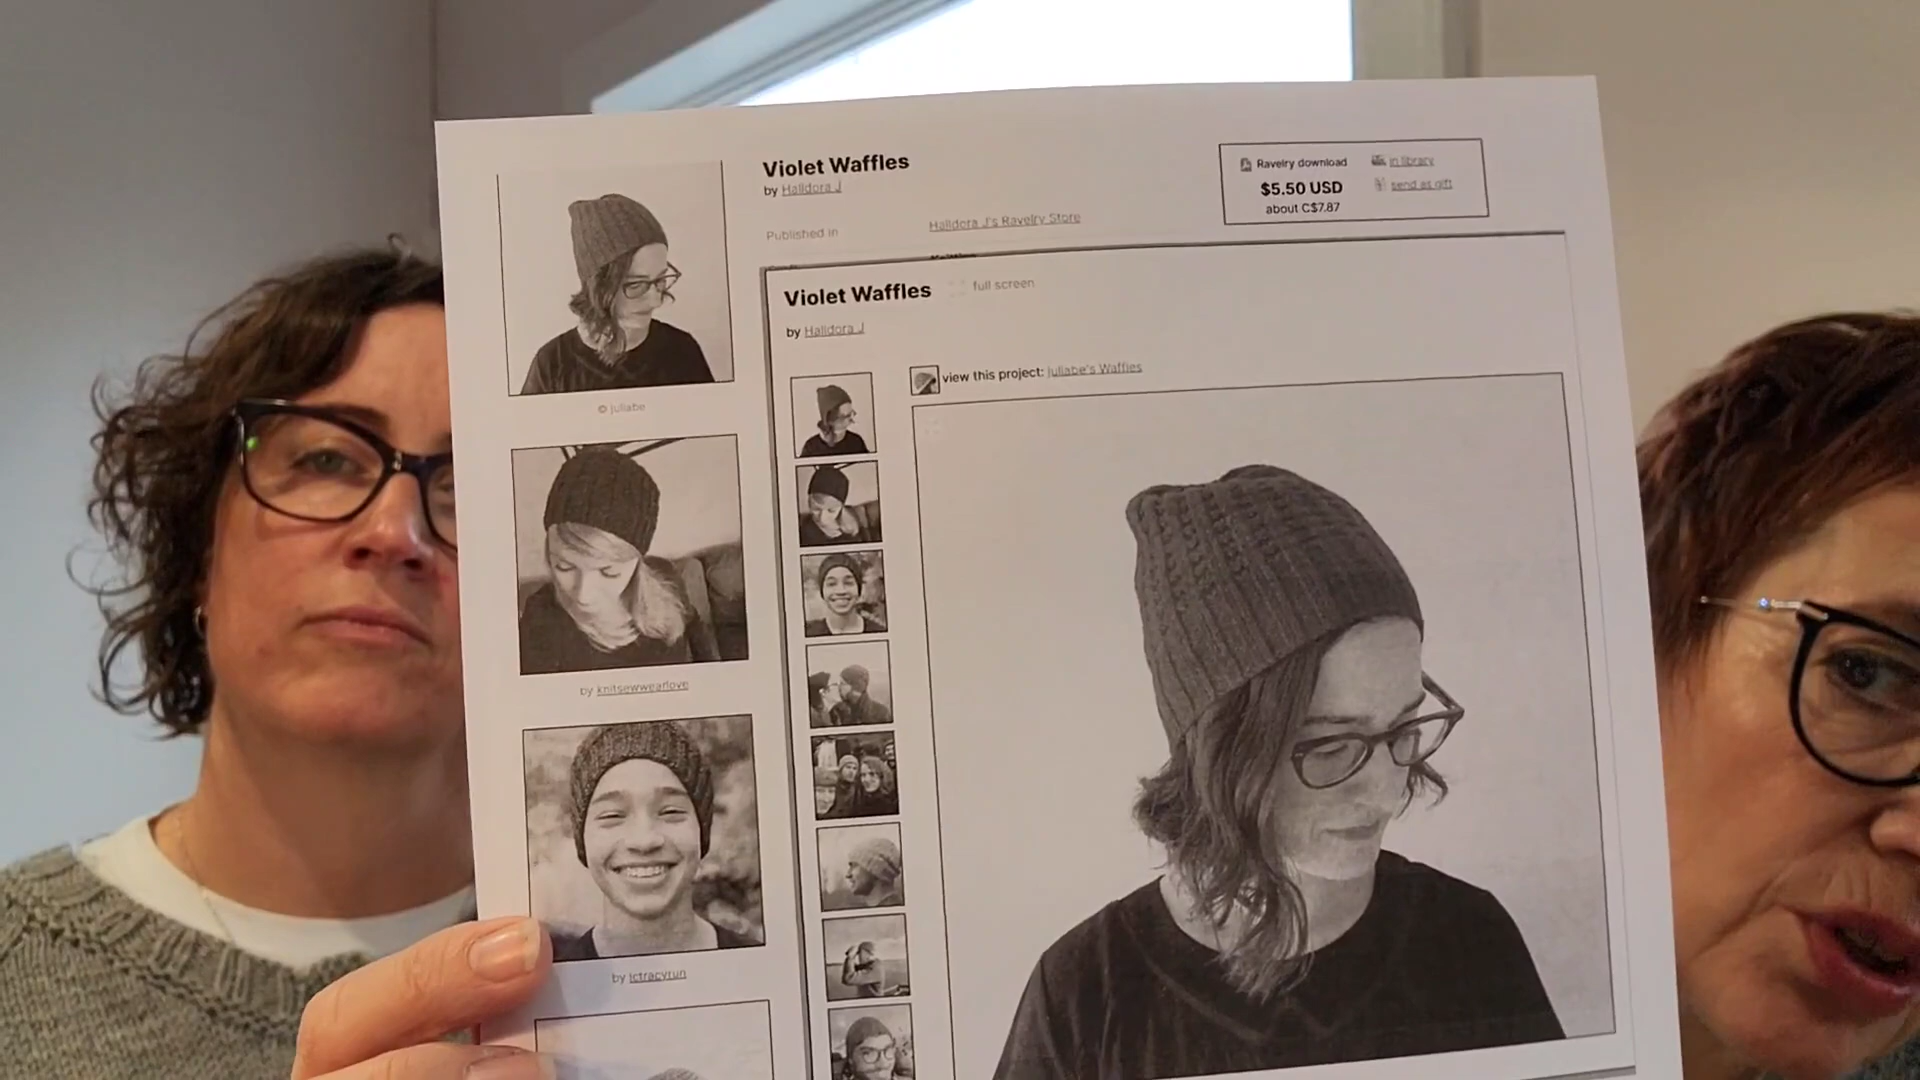 Violet Waffles
by Halldora J
Ravelry download
in library
$5.50 USD
send as gift
about C$7.87
Published in
Halldora J's Ravelry Store
Violet Waffles
full screen
by Halldora J
view this project: juliabe's Waffles
© juliabe
by knitsewwearlove
by lctracyrun